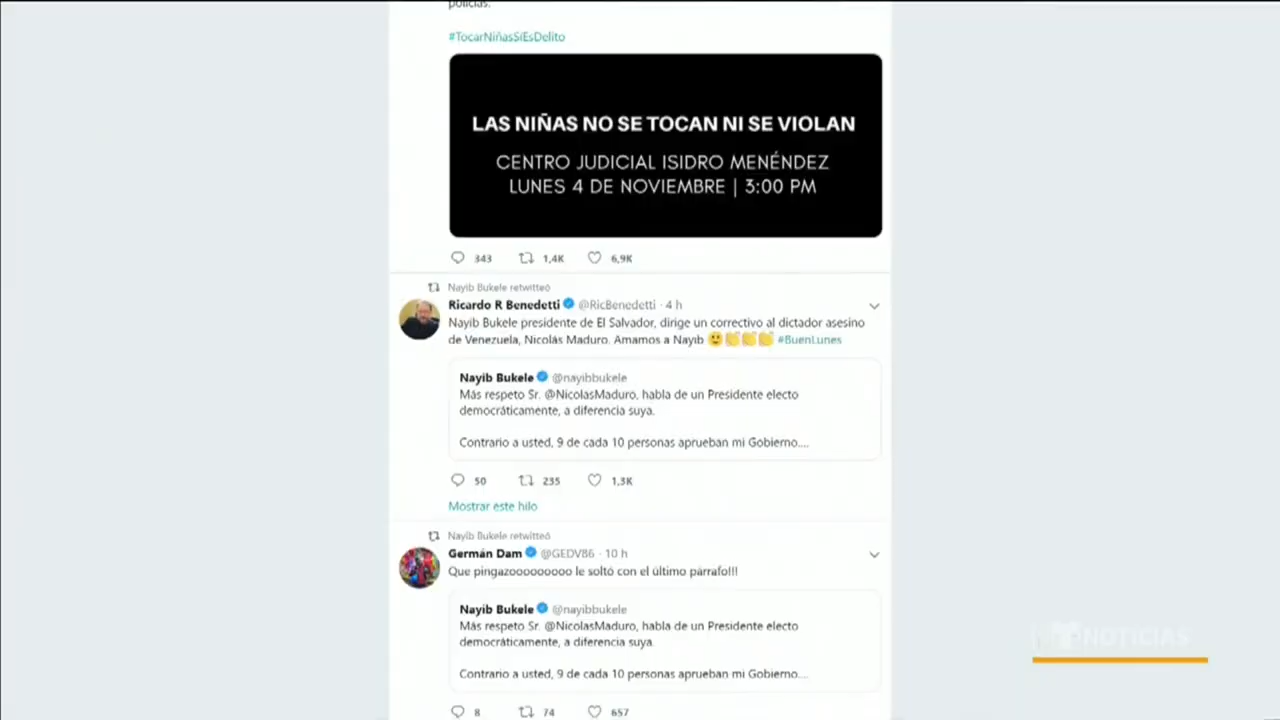 policías.
#TocarNiñasSíEsDelito
LAS NIÑAS NO SE TOCAN NI SE VIOLAN
CENTRO JUDICIAL ISIDRO MENÉNDEZ
LUNES 4 DE NOVIEMBRE | 3:00 PM
343 1,4K 6,9K
Nayib Bukele retwitteó
Ricardo R Benedetti @RicBenedetti · 4 h
Nayib Bukele presidente de El Salvador, dirige un correctivo al dictador asesino
de Venezuela, Nicolás Maduro. Amamos a Nayib 🙂👏👏👏 #BuenLunes
Nayib Bukele @nayibbukele
Más respeto Sr. @NicolasMaduro, habla de un Presidente electo
democráticamente, a diferencia suya.
Contrario a usted, 9 de cada 10 personas aprueban mi Gobierno....
50 235 1,3K
Mostrar este hilo
Nayib Bukele retwitteó
Germán Dam @GEDV86 · 10 h
Que pingazooooooooo le soltó con el último párrafo!!!
Nayib Bukele @nayibbukele
Más respeto Sr. @NicolasMaduro, habla de un Presidente electo
democráticamente, a diferencia suya.
Contrario a usted, 9 de cada 10 personas aprueban mi Gobierno....
8 74 657
NOTICIAS